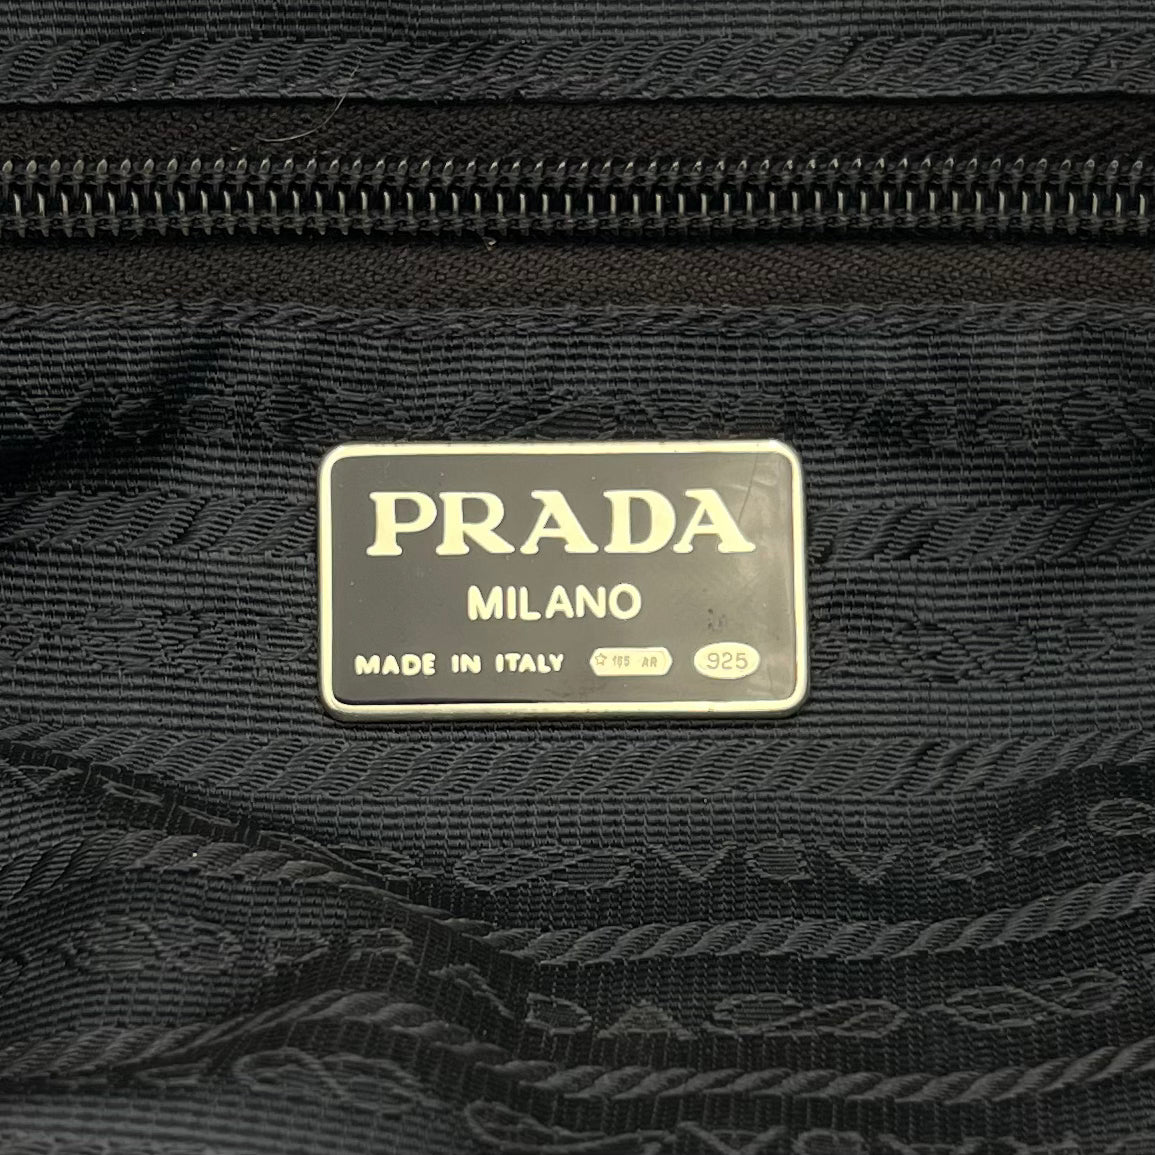 PRADA
MILANO
MADE IN ITALY ☆ 165 AR 925